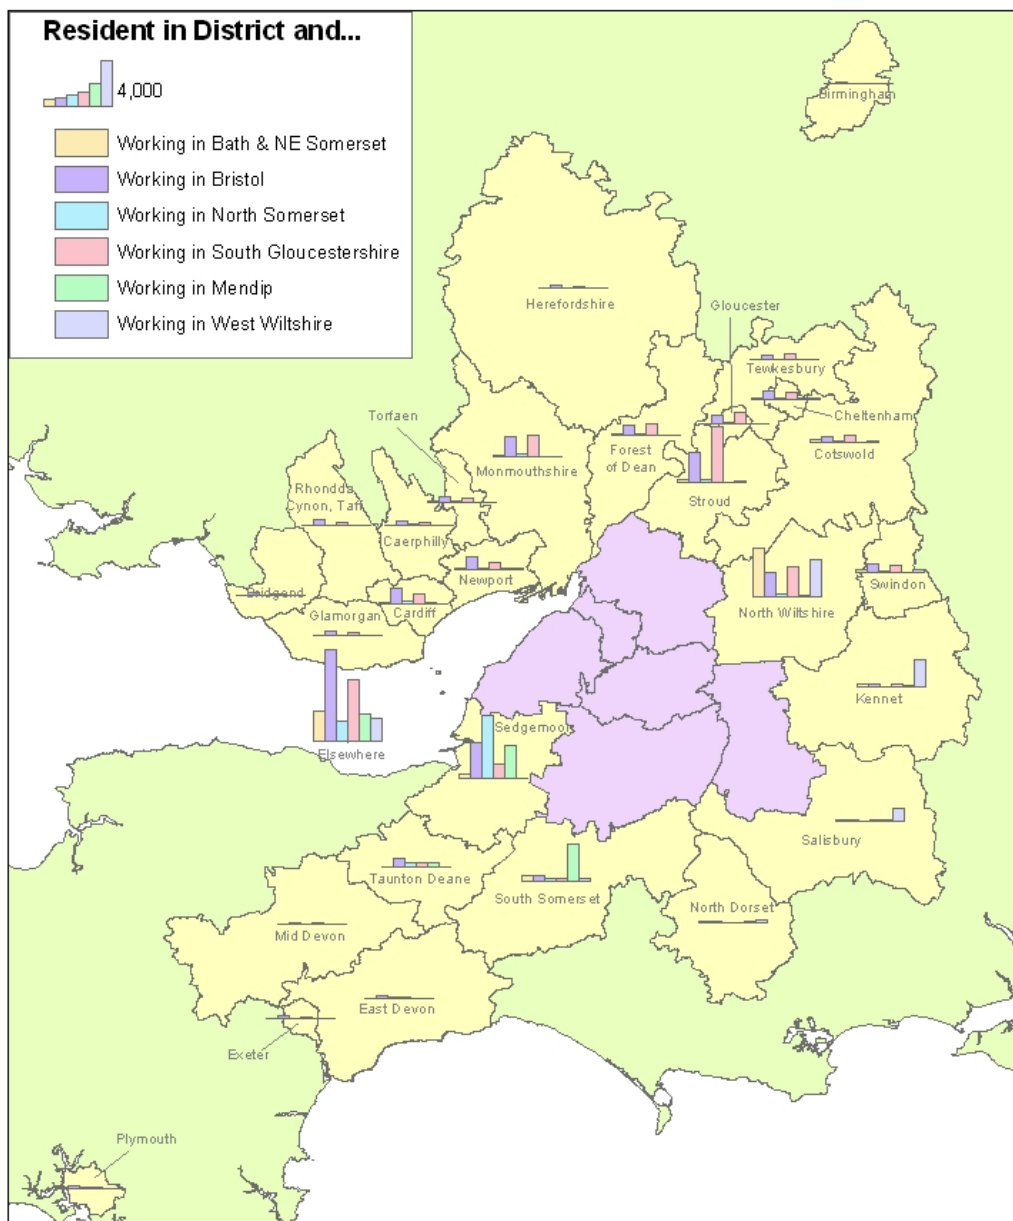 Resident in District and...
4,000
Working in Bath & NE Somerset
Working in Bristol
Working in North Somerset
Working in South Gloucestershire
Working in Mendip
Working in West Wiltshire
Birmingham
Herefordshire
Gloucester
Tewkesbury
Torfaen
Cheltenham
Monmouthshire
Forest
of Dean
Cotswold
Rhondda
Cynon, Taff
Stroud
Caerphilly
Newport
Swindon
Bridgend
North Wiltshire
Glamorgan
Cardiff
Kennet
Sedgemoor
Elsewhere
Salisbury
Taunton Deane
South Somerset
North Dorset
Mid Devon
East Devon
Exeter
Plymouth